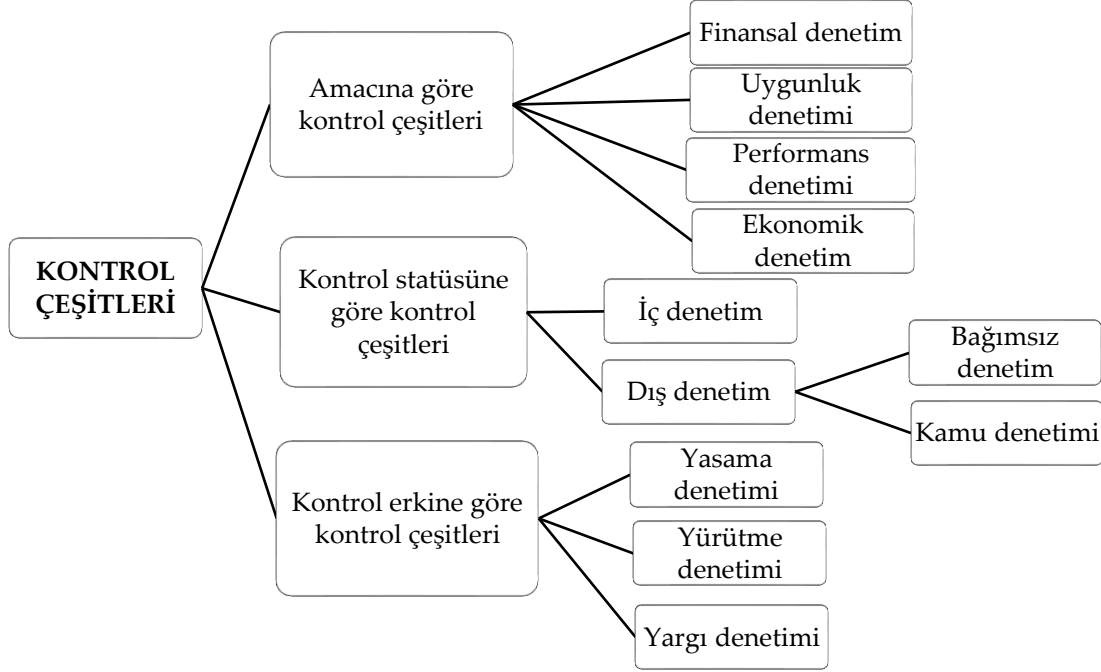 KONTROL
ÇEŞİTLERİ
Amacına göre
kontrol çeşitleri
Finansal denetim
Uygunluk
denetimi
Performans
denetimi
Ekonomik
denetim
Kontrol statüsüne
göre kontrol
çeşitleri
İç denetim
Dış denetim
Bağımsız
denetim
Kamu denetimi
Kontrol erkine göre
kontrol çeşitleri
Yasama
denetimi
Yürütme
denetimi
Yargı denetimi